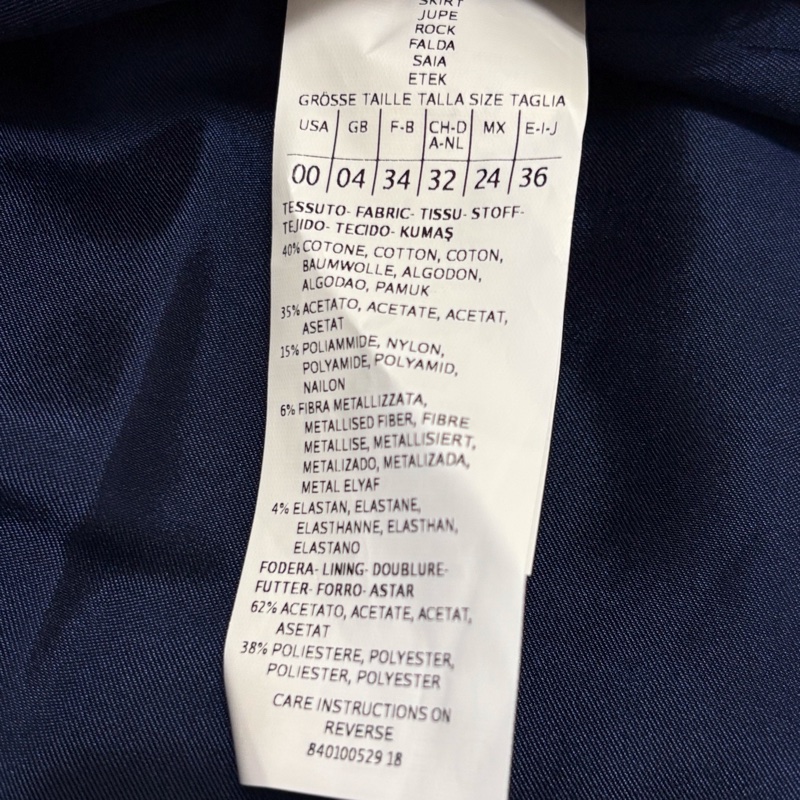 SKIRT
JUPE
ROCK
FALDA
SAIA
ETEK
GRÖSSE TAILLE TALLA SIZE TAGLIA
USA GB F-B CH-D A-NL MX E-I-J
00 04 34 32 24 36
TESSUTO- FABRIC- TISSU- STOFF-
TEJIDO- TECIDO- KUMAŞ
40% COTONE, COTTON, COTON,
BAUMWOLLE, ALGODON,
ALGODAO, PAMUK
35% ACETATO, ACETATE, ACETAT,
ASETAT
15% POLIAMMIDE, NYLON,
POLYAMIDE, POLYAMID,
NAILON
6% FIBRA METALLIZZATA,
METALLISED FIBER, FIBRE
METALLISE, METALLISIERT,
METALIZADO, METALIZADA,
METAL ELYAF
4% ELASTAN, ELASTANE,
ELASTHANNE, ELASTHAN,
ELASTANO
FODERA- LINING- DOUBLURE-
FUTTER- FORRO- ASTAR
62% ACETATO, ACETATE, ACETAT,
ASETAT
38% POLIESTERE, POLYESTER,
POLIESTER, POLYESTER
CARE INSTRUCTIONS ON
REVERSE
840100529 18